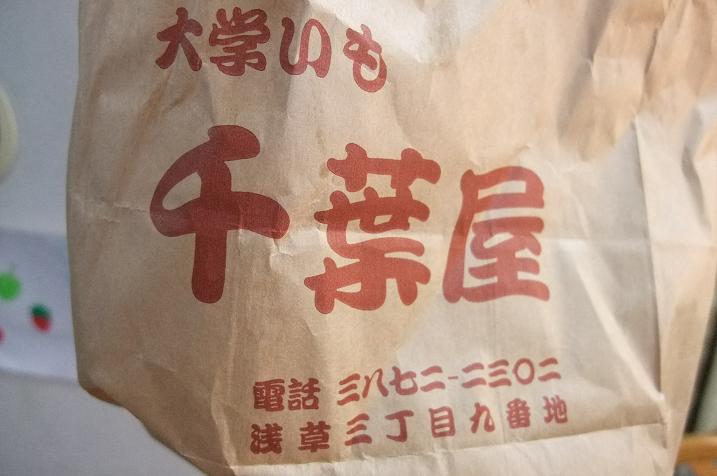 大学いも
千葉屋
電話 三八七二-二三〇二
浅草三丁目九番地